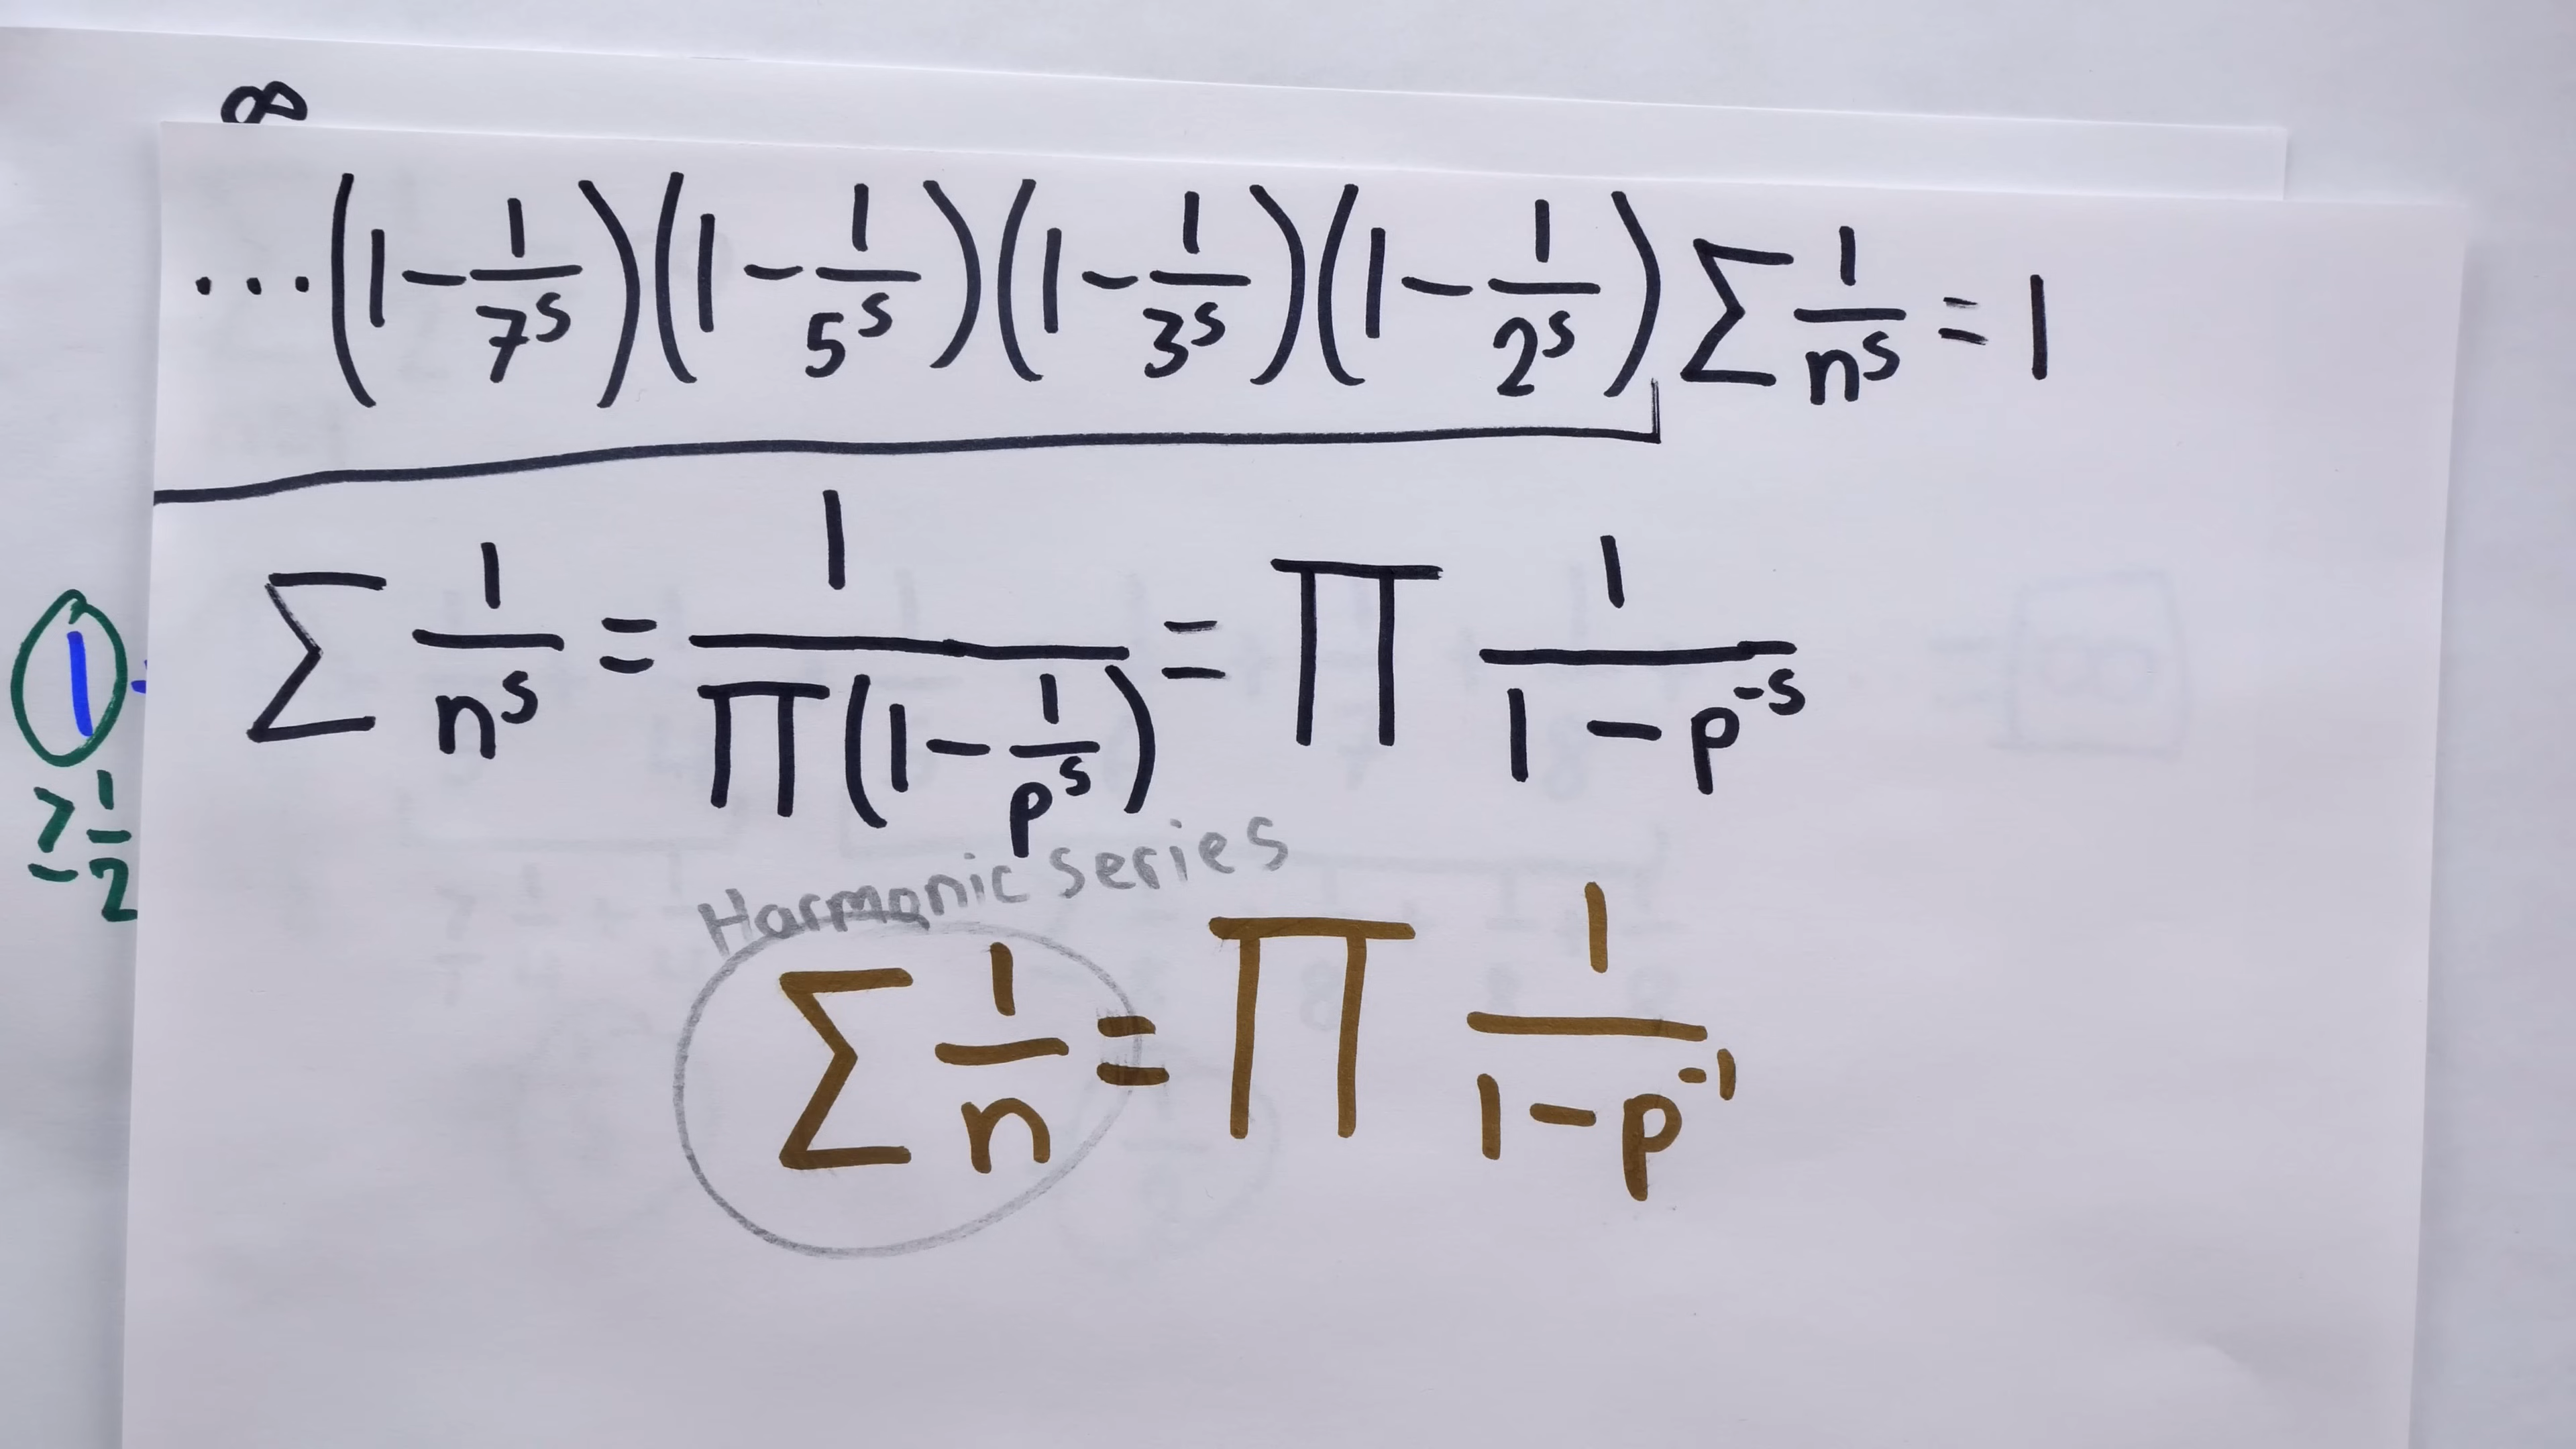 ∞
⋯(1 − 1/7^s)(1 − 1/5^s)(1 − 1/3^s)(1 − 1/2^s) ∑ 1/n^s = 1
∑ 1/n^s = 1/∏(1 − 1/p^s) = ∏ 1/(1 − p^-s)
1
≥ 1/2
Harmonic series
∑ 1/n = ∏ 1/(1 − p^-1)